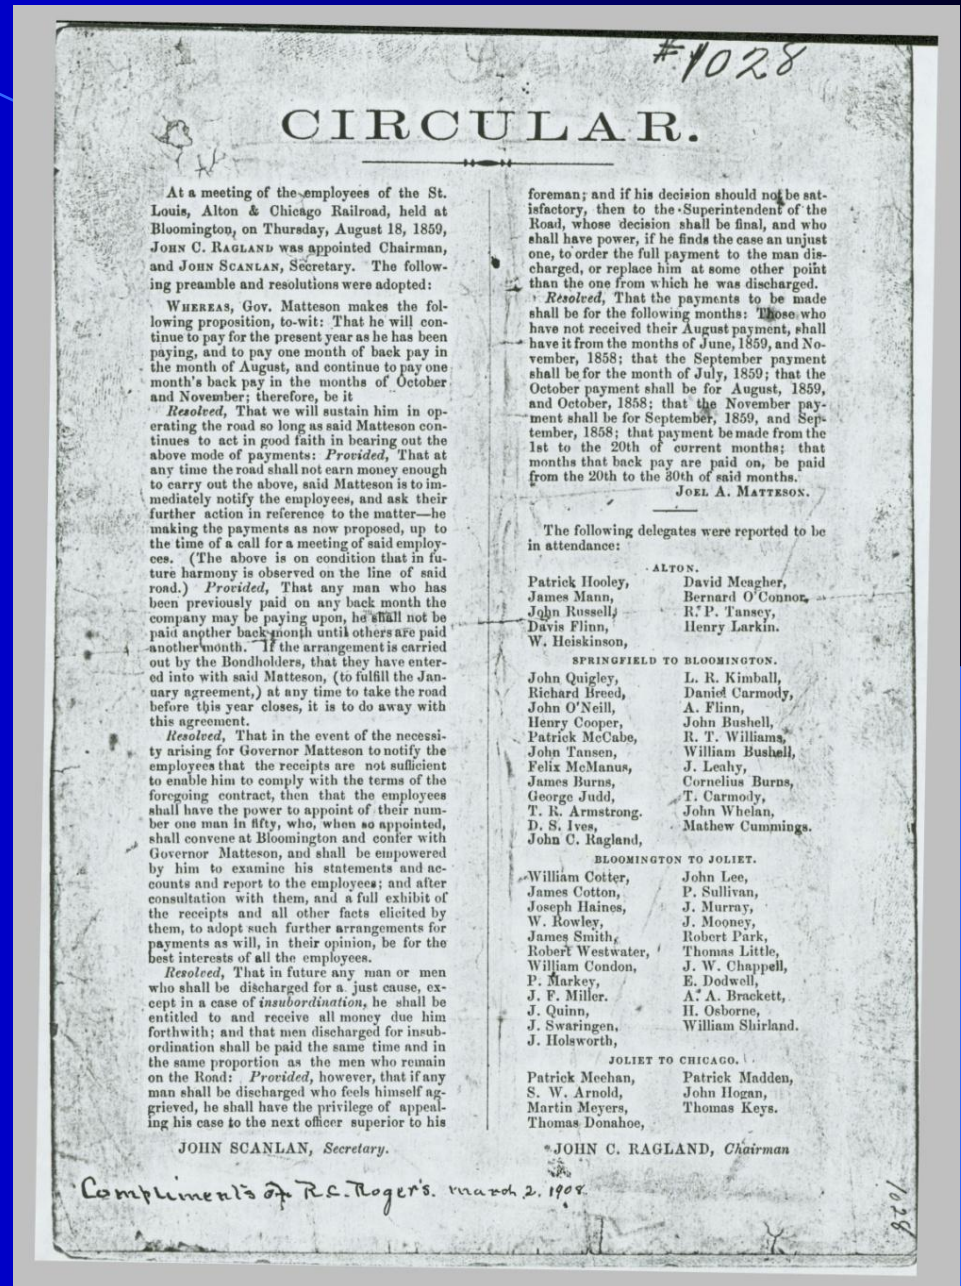 #1028
CIRCULAR.
At a meeting of the employees of the St.
Louis, Alton & Chicago Railroad, held at
Bloomington, on Thursday, August 18, 1859,
JOHN C. RAGLAND was appointed Chairman,
and JOHN SCANLAN, Secretary. The follow-
ing preamble and resolutions were adopted:
WHEREAS, Gov. Matteson makes the fol-
lowing proposition, to-wit: That he will con-
tinue to pay for the present year as he has been
paying, and to pay one month of back pay in
the month of August, and continue to pay one
month's back pay in the months of October
and November; therefore, be it
Resolved, That we will sustain him in op-
erating the road so long as said Matteson con-
tinues to act in good faith in bearing out the
above mode of payments: Provided, That at
any time the road shall not earn money enough
to carry out the above, said Matteson is to im-
mediately notify the employees, and ask their
further action in reference to the matter—he
making the payments as now proposed, up to
the time of a call for a meeting of said employ-
ees. (The above is on condition that in fu-
ture harmony is observed on the line of said
road.) Provided, That any man who has
been previously paid on any back month the
company may be paying upon, he shall not be
paid another back month until others are paid
another month. If the arrangement is carried
out by the Bondholders, that they have enter-
ed into with said Matteson, (to fulfill the Jan-
uary agreement,) at any time to take the road
before this year closes, it is to do away with
this agreement.
Resolved, That in the event of the necessi-
ty arising for Governor Matteson to notify the
employees that the receipts are not sufficient
to enable him to comply with the terms of the
foregoing contract, then that the employees
shall have the power to appoint of their num-
ber one man in fifty, who, when so appointed,
shall convene at Bloomington and confer with
Governor Matteson, and shall be empowered
by him to examine his statements and ac-
counts and report to the employees; and after
consultation with them, and a full exhibit of
the receipts and all other facts elicited by
them, to adopt such further arrangements for
payments as will, in their opinion, be for the
best interests of all the employees.
Resolved, That in future any man or men
who shall be discharged for a just cause, ex-
cept in a case of insubordination, he shall be
entitled to and receive all money due him
forthwith; and that men discharged for insub-
ordination shall be paid the same time and in
the same proportion as the men who remain
on the Road: Provided, however, that if any
man shall be discharged who feels himself ag-
grieved, he shall have the privilege of appeal-
ing his case to the next officer superior to his
foreman; and if his decision should not be sat-
isfactory, then to the Superintendent of the
Road, whose decision shall be final, and who
shall have power, if he finds the case an unjust
one, to order the full payment to the man dis-
charged, or replace him at some other point
than the one from which he was discharged.
Resolved, That the payments to be made
shall be for the following months: Those who
have not received their August payment, shall
have it from the months of June, 1859, and No-
vember, 1858; that the September payment
shall be for the month of July, 1859; that the
October payment shall be for August, 1859,
and October, 1858; that the November pay-
ment shall be for September, 1859, and Sep-
tember, 1858; that payment be made from the
1st to the 20th of current months; that
months that back pay are paid on, be paid
from the 20th to the 30th of said months.
JOEL A. MATTESON.
The following delegates were reported to be
in attendance:
ALTON.
Patrick Hooley, David Meagher,
James Mann, Bernard O'Connor,
John Russell, R. P. Tansey,
Davis Flinn, Henry Larkin.
W. Heiskinson,
SPRINGFIELD TO BLOOMINGTON.
John Quigley, L. R. Kimball,
Richard Breed, Daniel Carmody,
John O'Neill, A. Flinn,
Henry Cooper, John Bushell,
Patrick McCabe, R. T. Williams,
John Tansen, William Bushell,
Felix McManus, J. Leahy,
James Burns, Cornelius Burns,
George Judd, T. Carmody,
T. R. Armstrong. John Whelan,
D. S. Ives, Mathew Cummings.
John C. Ragland,
BLOOMINGTON TO JOLIET.
William Cotter, John Lee,
James Cotton, P. Sullivan,
Joseph Haines, J. Murray,
W. Rowley, J. Mooney,
James Smith, Robert Park,
Robert Westwater, Thomas Little,
William Condon, J. W. Chappell,
P. Markey, E. Dodwell,
J. F. Miller. A. A. Brackett,
J. Quinn, H. Osborne,
J. Swaringen, William Shirland.
J. Holsworth,
JOLIET TO CHICAGO.
Patrick Meehan, Patrick Madden,
S. W. Arnold, John Hogan,
Martin Meyers, Thomas Keys.
Thomas Donahoe,
JOHN SCANLAN, Secretary. JOHN C. RAGLAND, Chairman
Compliments of R.C. Rogers. march 2. 1908
1028